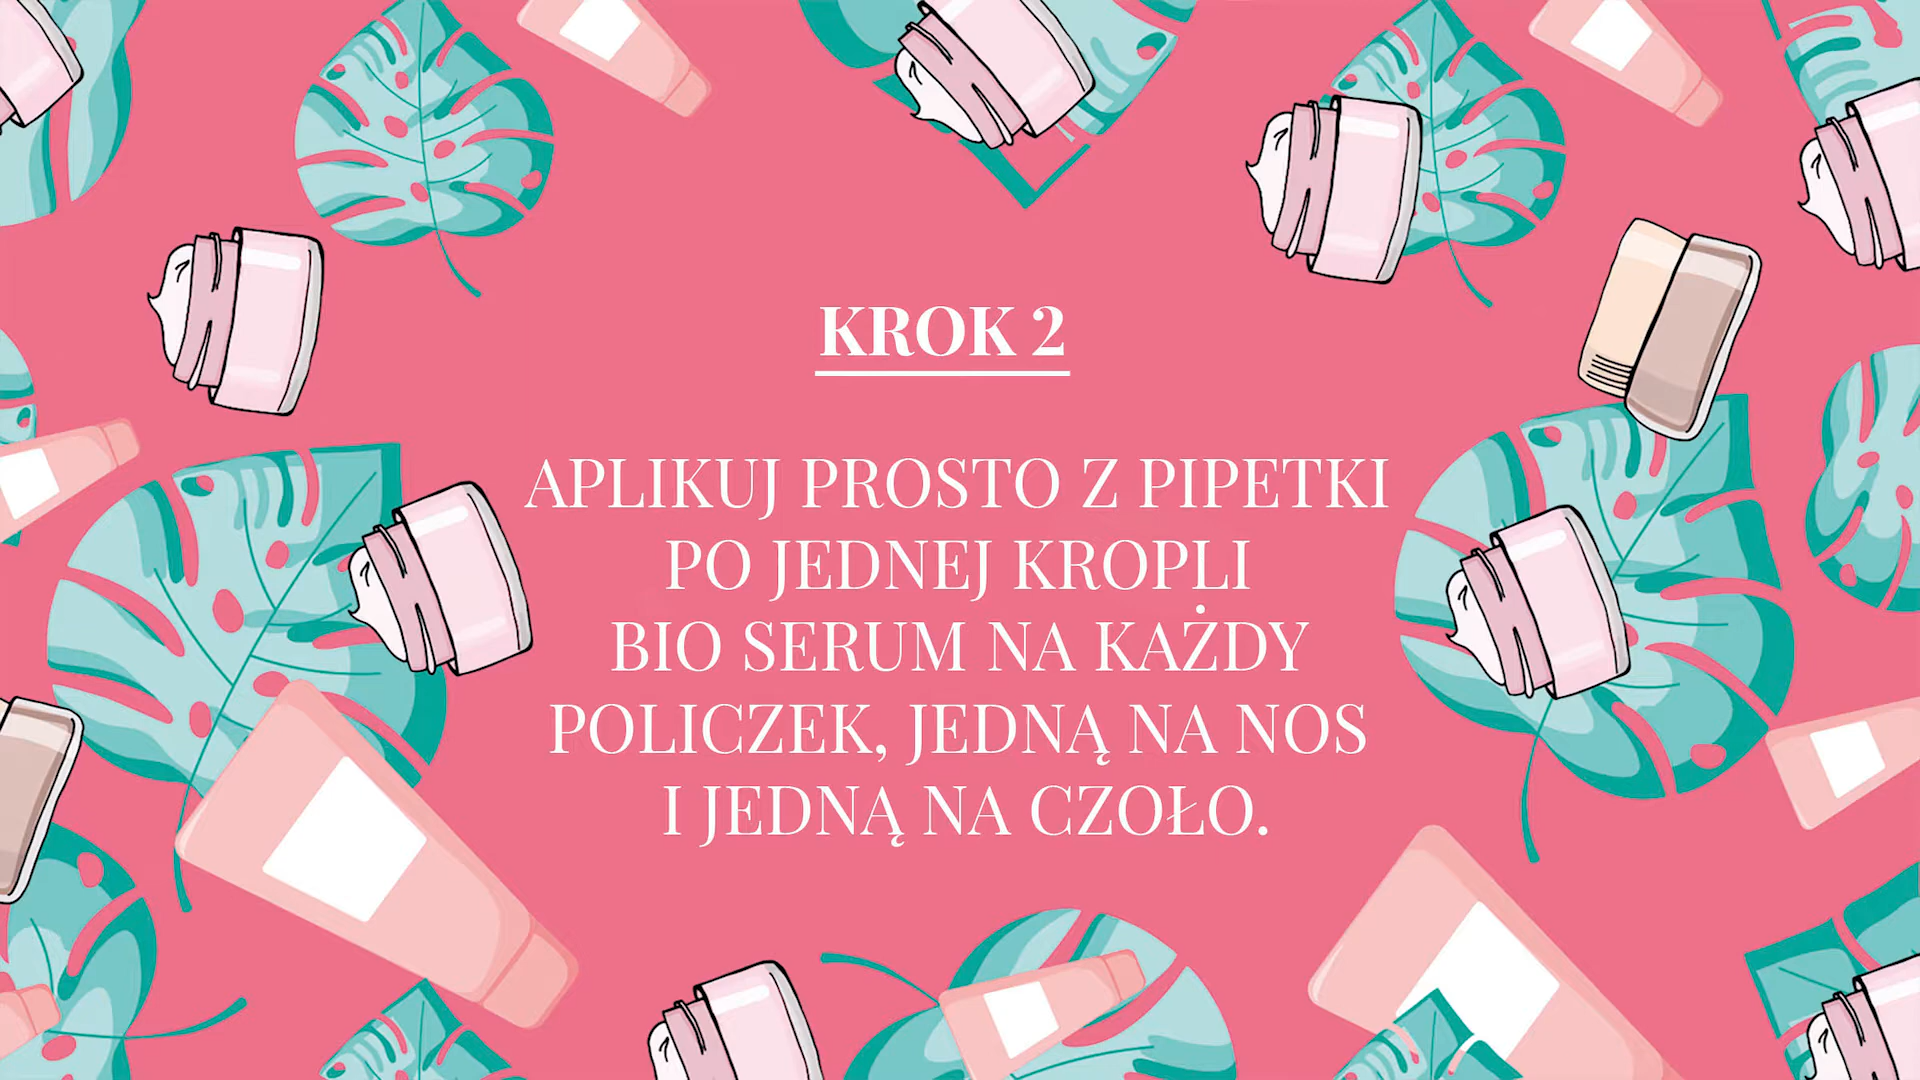 KROK 2
APLIKUJ PROSTO Z PIPETKI
PO JEDNEJ KROPLI
BIO SERUM NA KAŻDY
POLICZEK, JEDNĄ NA NOS
I JEDNĄ NA CZOŁO.